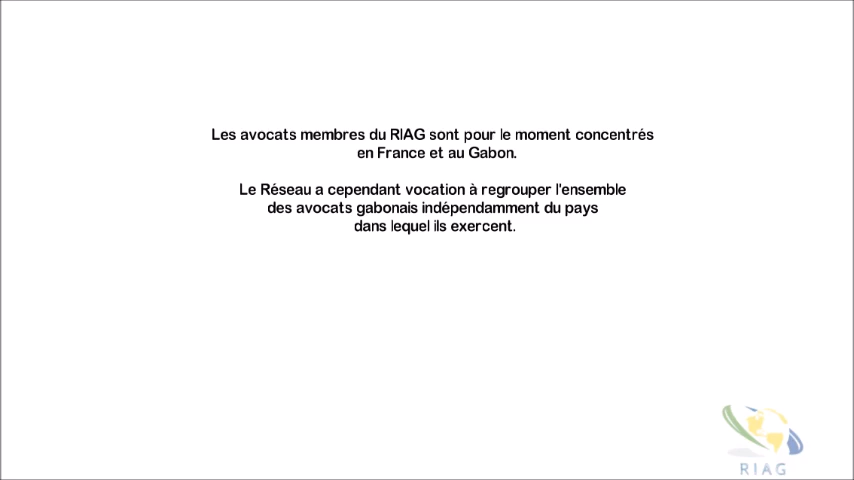 Les avocats membres du RIAG sont pour le moment concentrés
en France et au Gabon.
Le Réseau a cependant vocation à regrouper l'ensemble
des avocats gabonais indépendamment du pays
dans lequel ils exercent.
RIAG